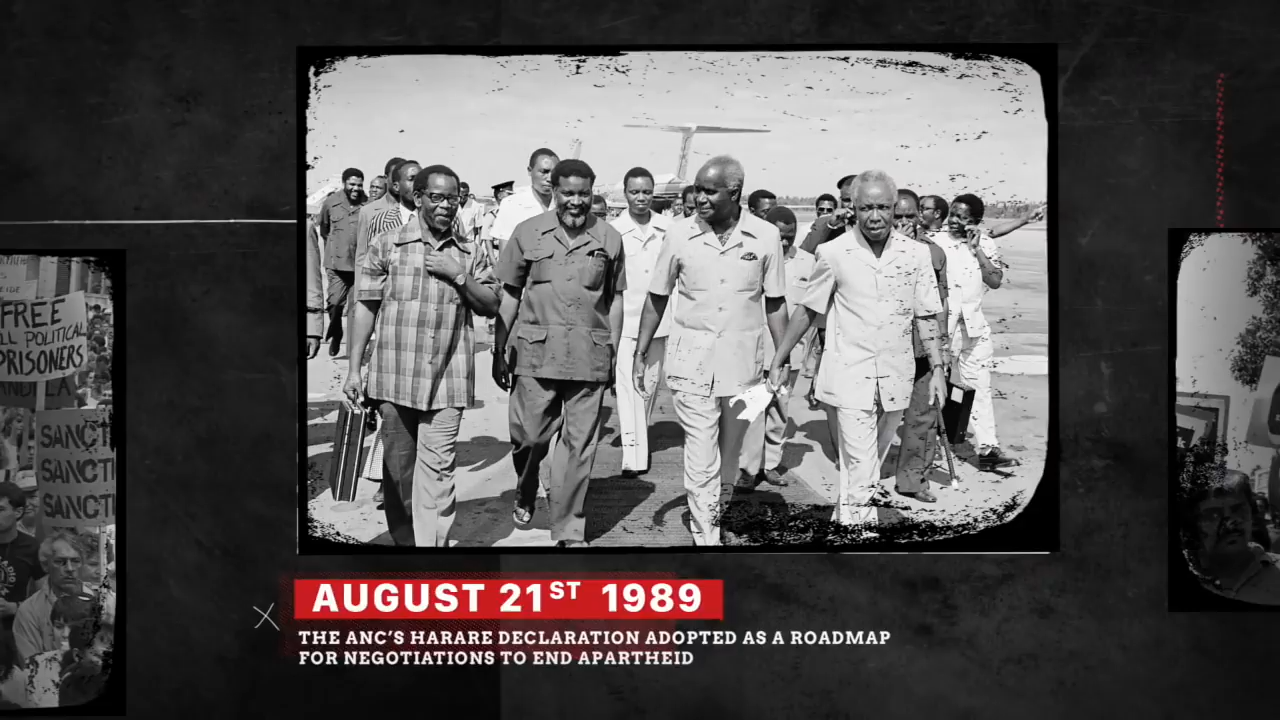 FREE
ALL POLITICAL
PRISONERS
SANCTI
SANCTI
SANCTI
AUGUST 21ST 1989
THE ANC'S HARARE DECLARATION ADOPTED AS A ROADMAP
FOR NEGOTIATIONS TO END APARTHEID